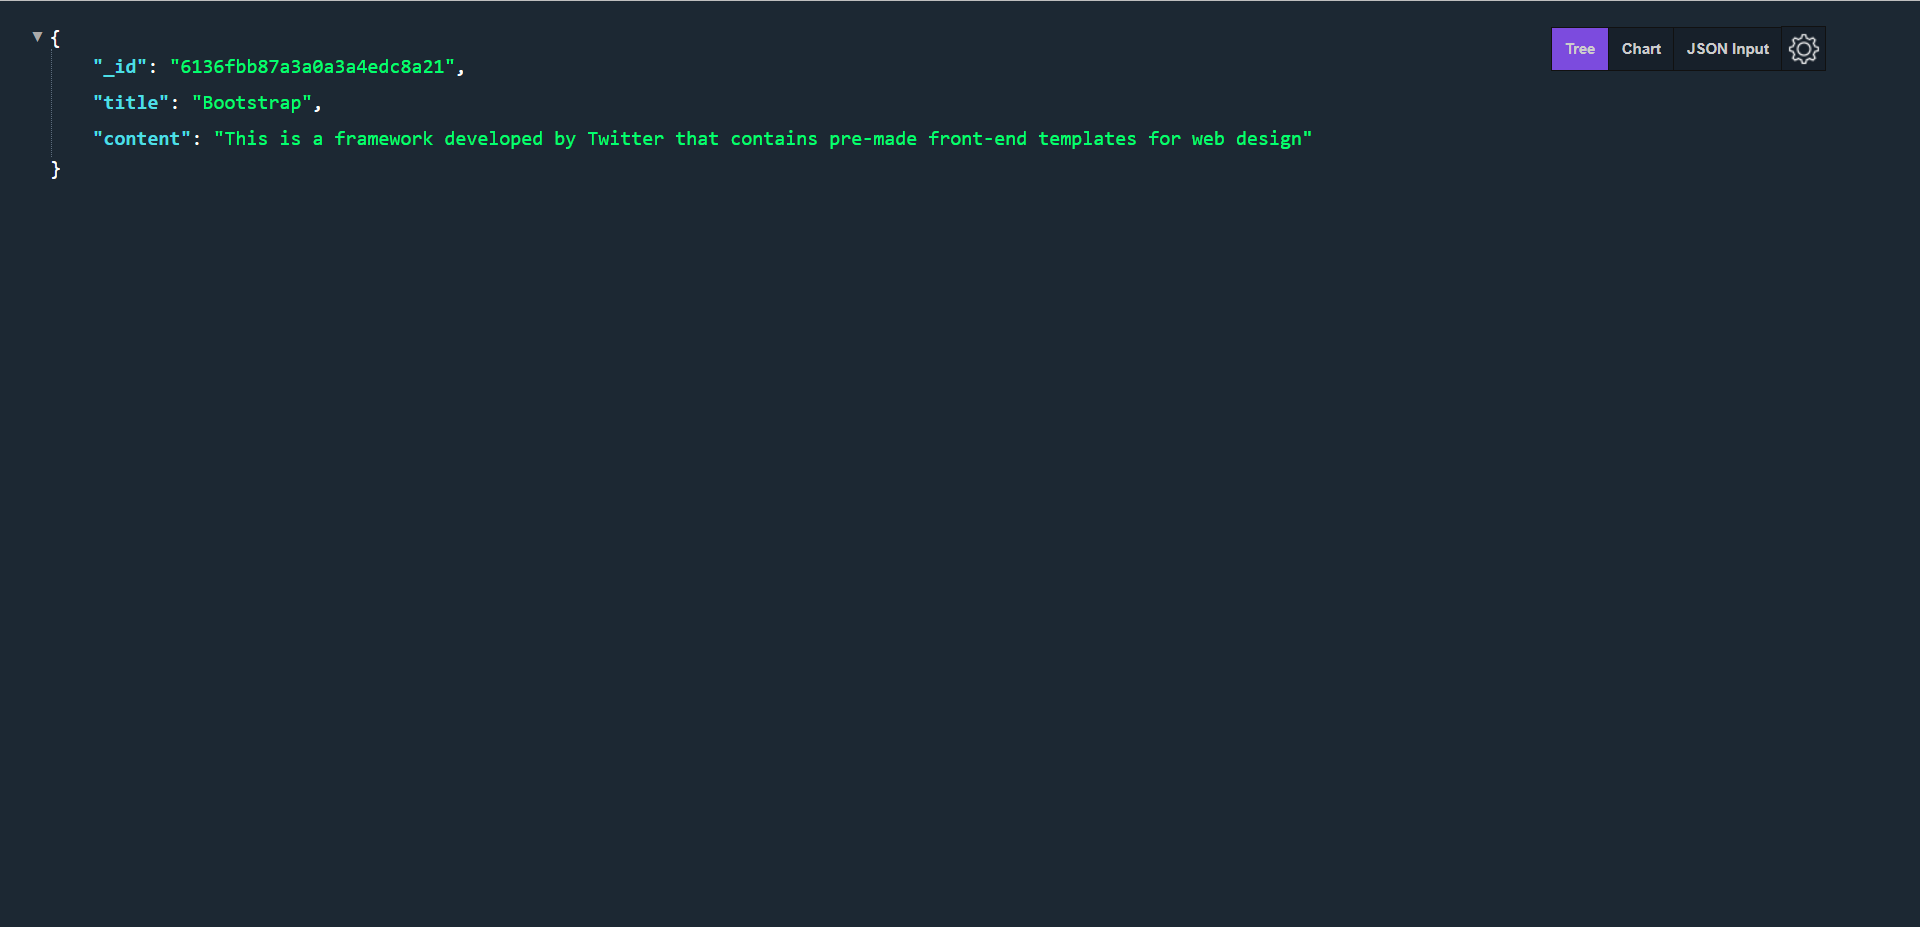 {
"_id": "6136fbb87a3a0a3a4edc8a21",
"title": "Bootstrap",
"content": "This is a framework developed by Twitter that contains pre-made front-end templates for web design"
}
Tree Chart JSON Input